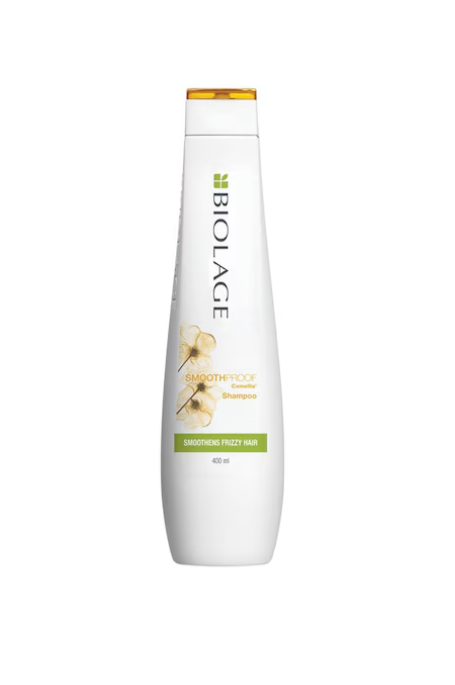 BIOLAGE
SMOOTHPROOF
Camellia
Shampoo
SMOOTHENS FRIZZY HAIR
400 ml